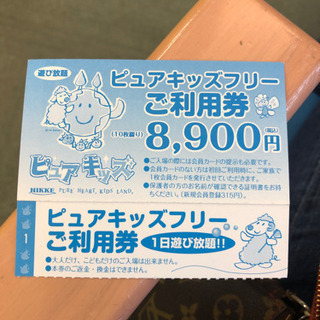 遊び放題
ピュアキッズフリー
ご利用券
(10枚綴り) 8,900円(税込)
ピュアキッズ
NIKKE PURE HEART KIDS LAND.
●ご入場の際には会員カードの提示も必要です。
●会員カードのない方は初回ご利用時に、ご家族で
1枚会員カードを発行させていただきます。
●保護者の方のお名前が確認できる証明書をお持
ちください。(新規会員登録315円)
1
ピュアキッズフリー
ご利用券 1日遊び放題!!
●大人だけ、こどもだけのご入場は出来ません。
●本券のご返金・換金はできません。